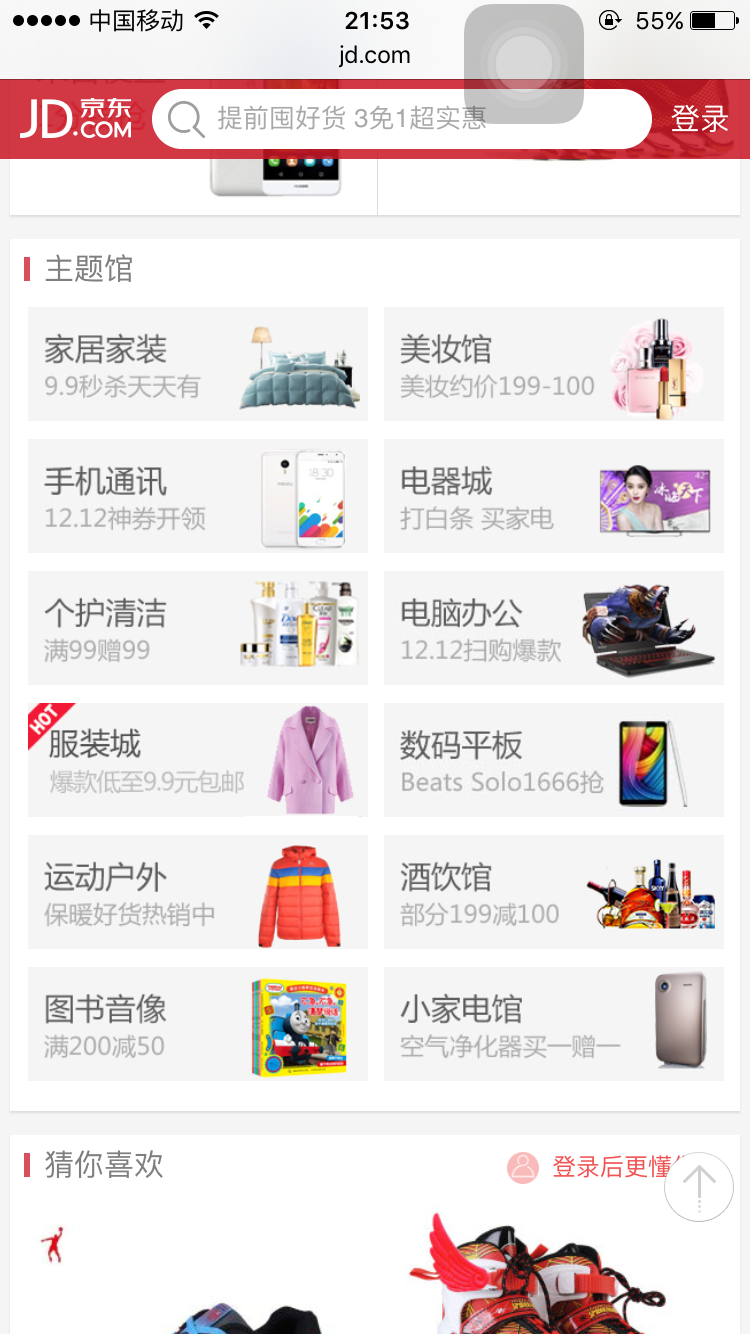 中国移动 21:53 55%
jd.com
JD.COM 京东 提前囤好货 3免1超实惠 登录
主题馆
家居家装
9.9秒杀天天有
美妆馆
美妆约价199-100
手机通讯
12.12神券开领
电器城
打白条 买家电
个护清洁
满99赠99
电脑办公
12.12扫购爆款
HOT
服装城
爆款低至9.9元包邮
数码平板
Beats Solo1666抢
运动户外
保暖好货热销中
酒饮馆
部分199减100
图书音像
满200减50
小家电馆
空气净化器买一赠一
猜你喜欢
登录后更懂